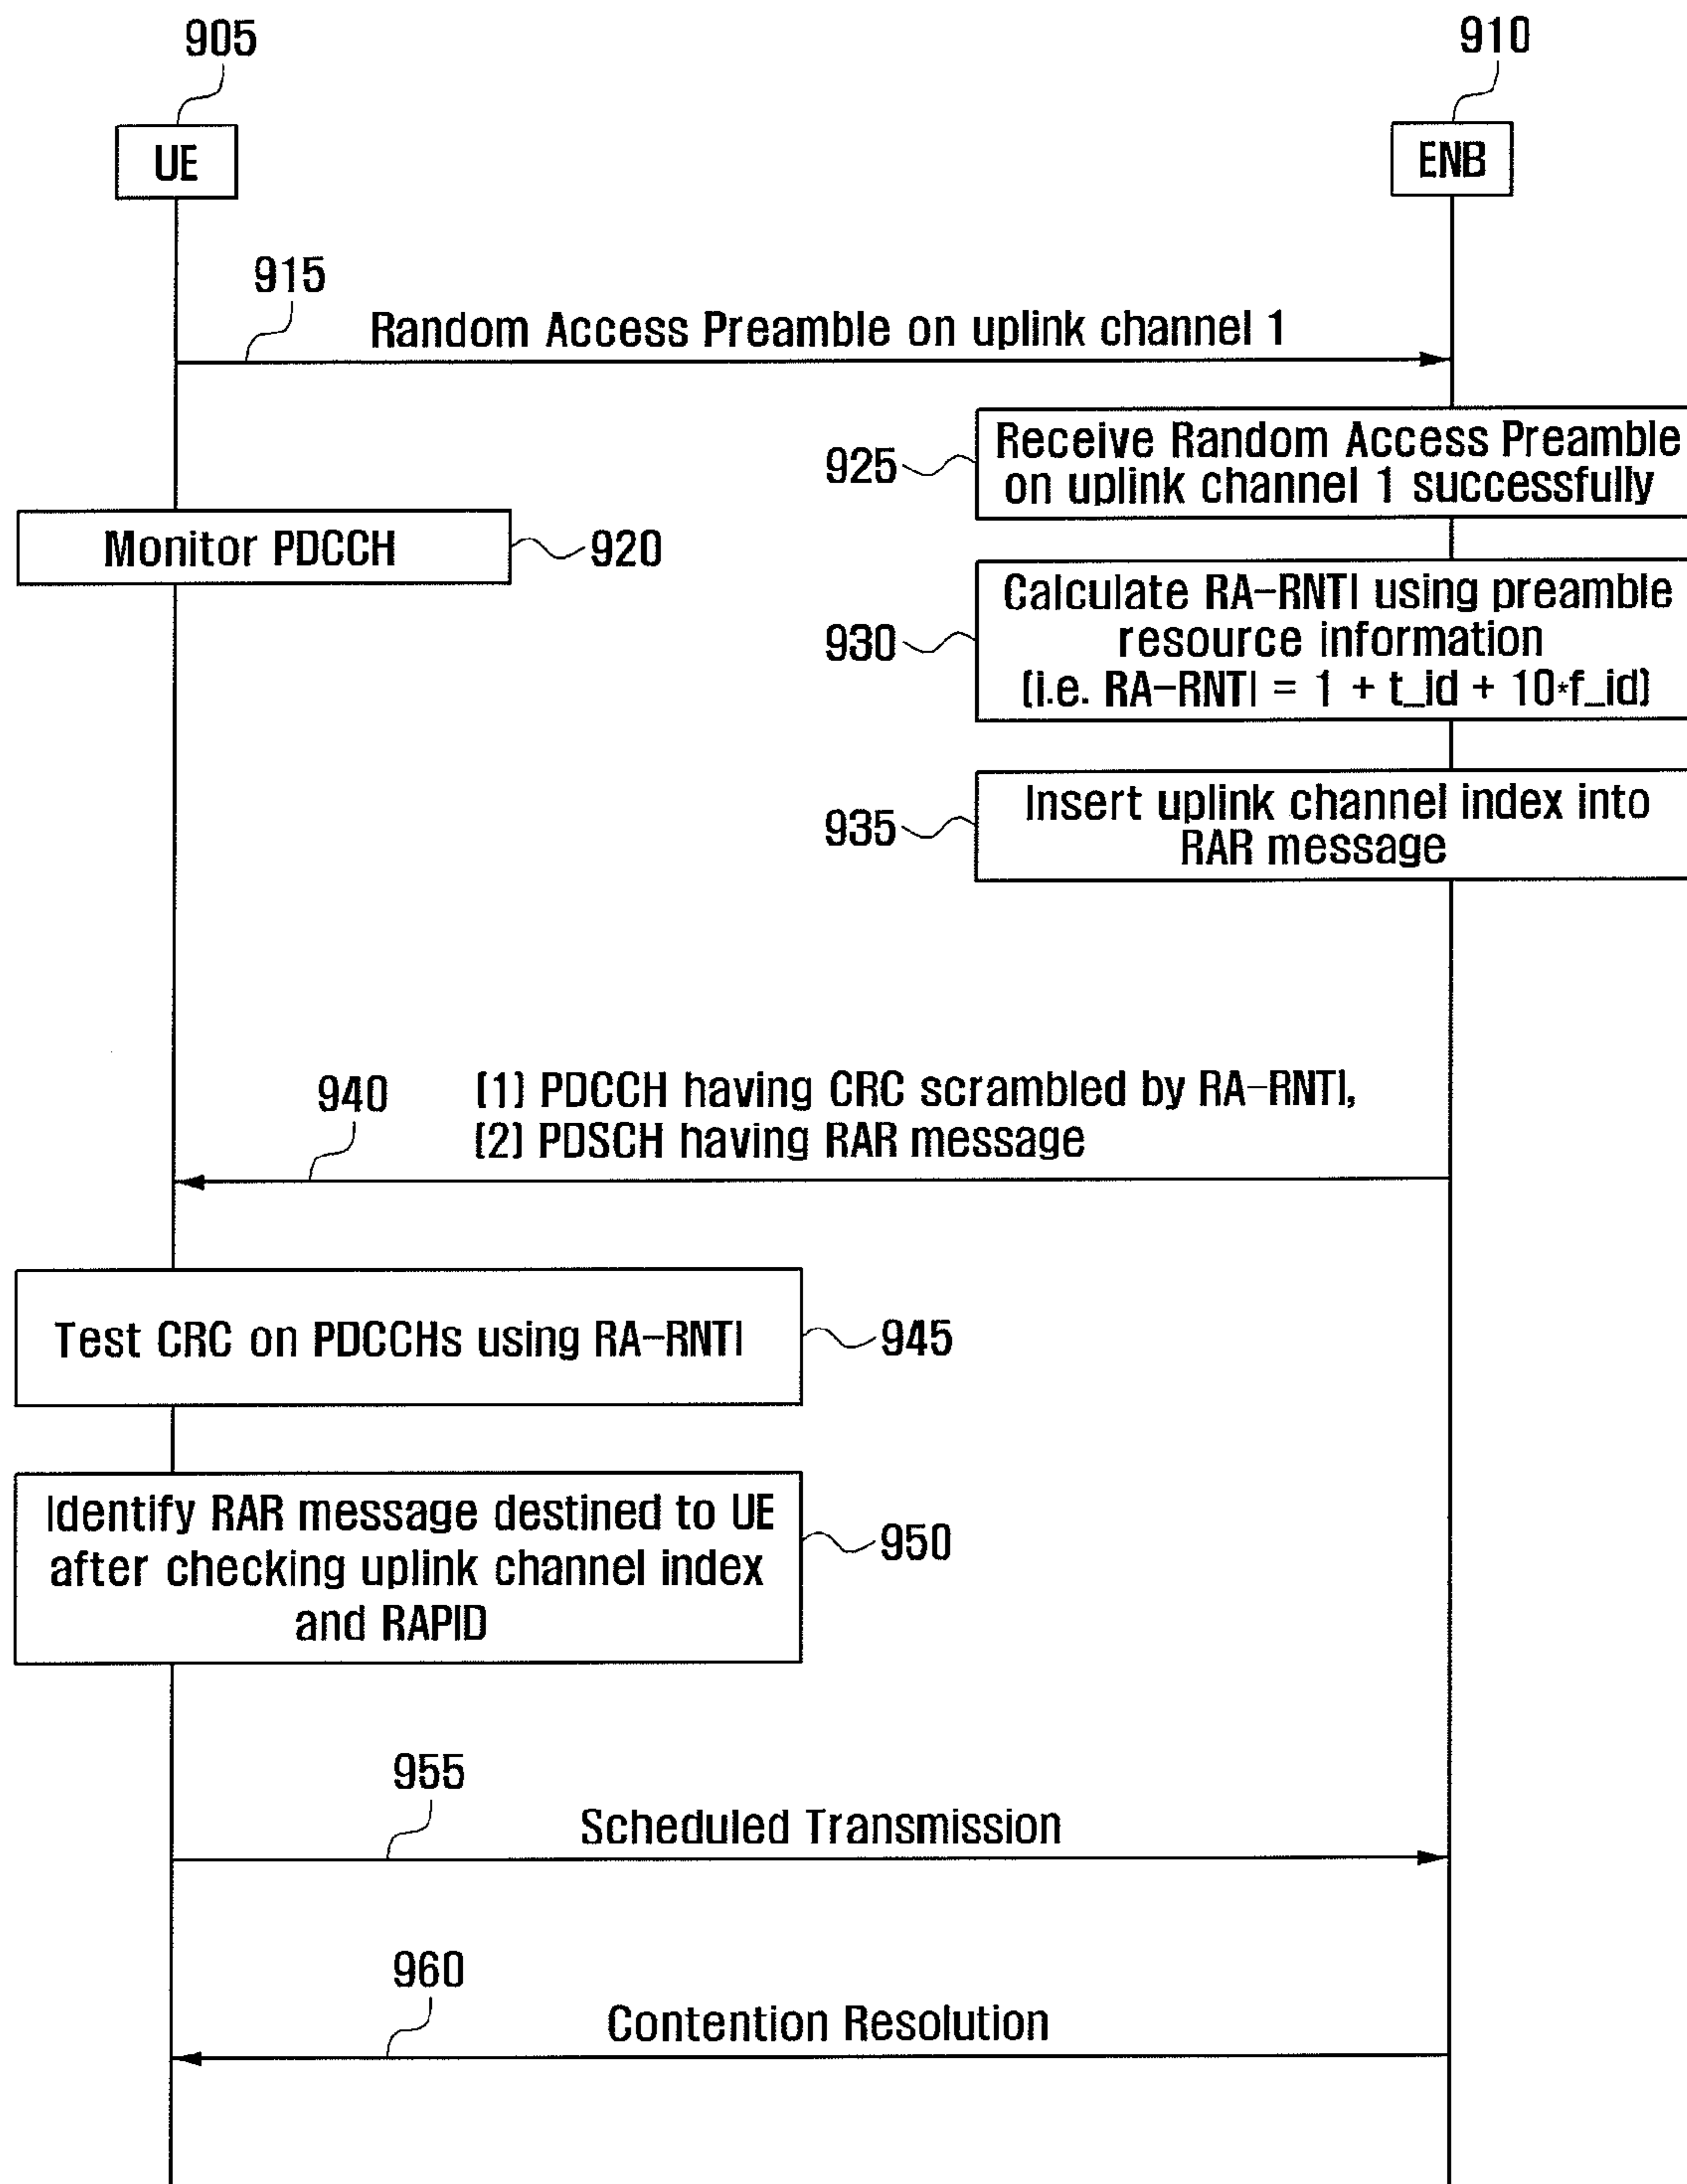 905
910
UE
ENB
915
Random Access Preamble on uplink channel 1
Receive Random Access Preamble
on uplink channel 1 successfully
925
Monitor PDCCH
920
Calculate RA-RNTI using preamble
resource information
(i.e. RA-RNTI = 1 + t_id + 10*f_id)
930
Insert uplink channel index into
RAR message
935
940
(1) PDCCH having CRC scrambled by RA-RNTI,
(2) PDSCH having RAR message
Test CRC on PDCCHs using RA-RNTI
945
Identify RAR message destined to UE
after checking uplink channel index
and RAPID
950
955
Scheduled Transmission
960
Contention Resolution